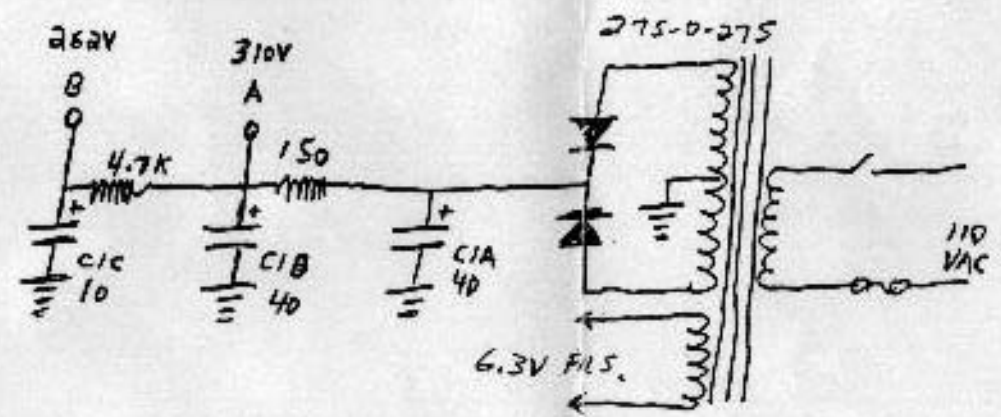 275-0-275
262V
B
310V
A
4.7K
150
+
C1C
10
+
C1B
40
+
C1A
40
110
VAC
6.3V FILS.